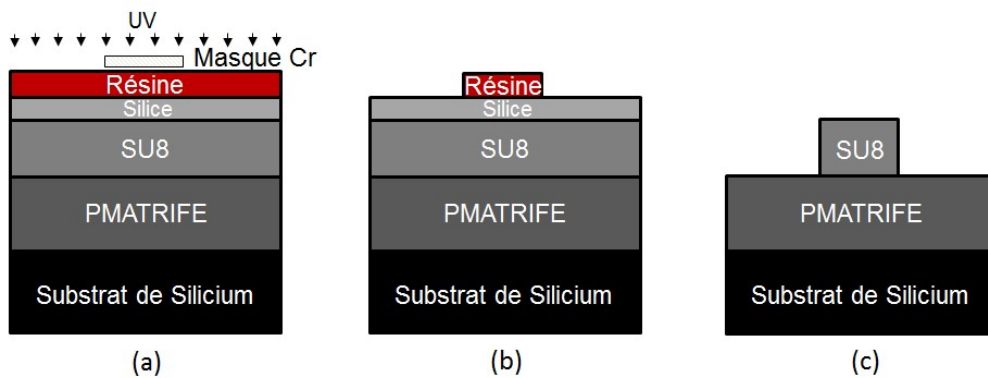 UV
Masque Cr
Résine
Silice
SU8
PMATRIFE
Substrat de Silicium
(a)
Résine
Silice
SU8
PMATRIFE
Substrat de Silicium
(b)
SU8
PMATRIFE
Substrat de Silicium
(c)